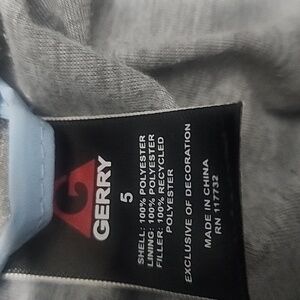 GERRY
5
SHELL: 100% POLYESTER
LINING: 100% POLYESTER
FILLER: 100% RECYCLED
POLYESTER
EXCLUSIVE OF DECORATION
MADE IN CHINA
RN 117732